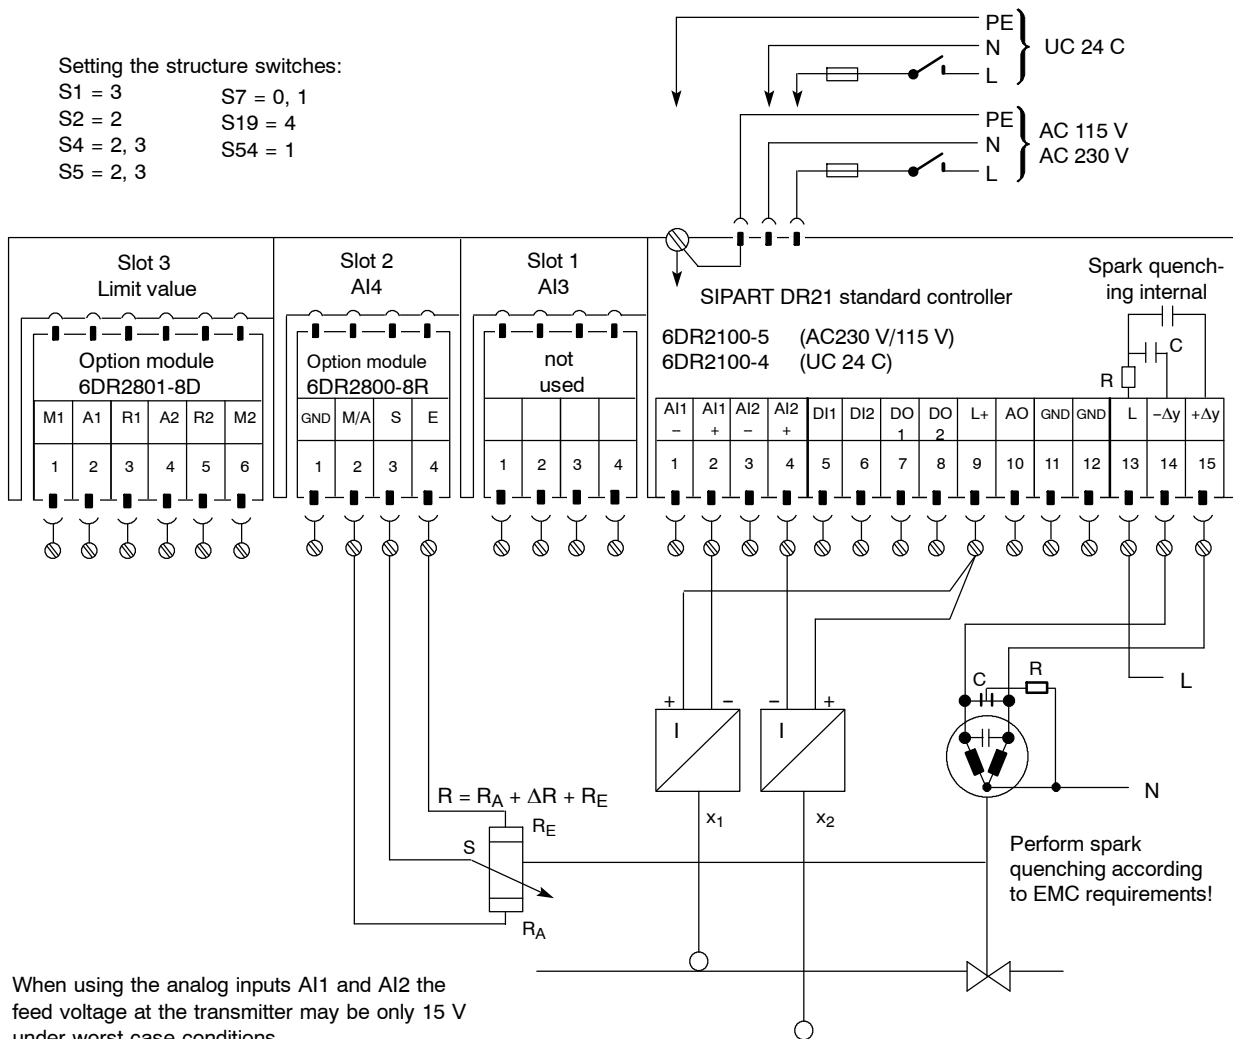 PE
N
L
UC 24 C
Setting the structure switches:
S1 = 3
S2 = 2
S4 = 2, 3
S5 = 2, 3
S7 = 0, 1
S19 = 4
S54 = 1
PE
N
L
AC 115 V
AC 230 V
Slot 3
Limit value
Slot 2
AI4
Slot 1
AI3
Spark quench-
ing internal
SIPART DR21 standard controller
6DR2100-5 (AC230 V/115 V)
6DR2100-4 (UC 24 C)
C
R
Option module
6DR2801-8D
Option module
6DR2800-8R
not
used
M1 A1 R1 A2 R2 M2
1 2 3 4 5 6
GND M/A S E
1 2 3 4
1 2 3 4
AI1 − AI1 + AI2 − AI2 + DI1 DI2 DO 1 DO 2 L+ AO GND GND L −Δy +Δy
1 2 3 4 5 6 7 8 9 10 11 12 13 14 15
C
R
L
+ −
I
− +
I
N
R = RA + ΔR + RE
RE
S
RA
x1
x2
Perform spark
quenching according
to EMC requirements!
When using the analog inputs AI1 and AI2 the
feed voltage at the transmitter may be only 15 V
under worst case conditions